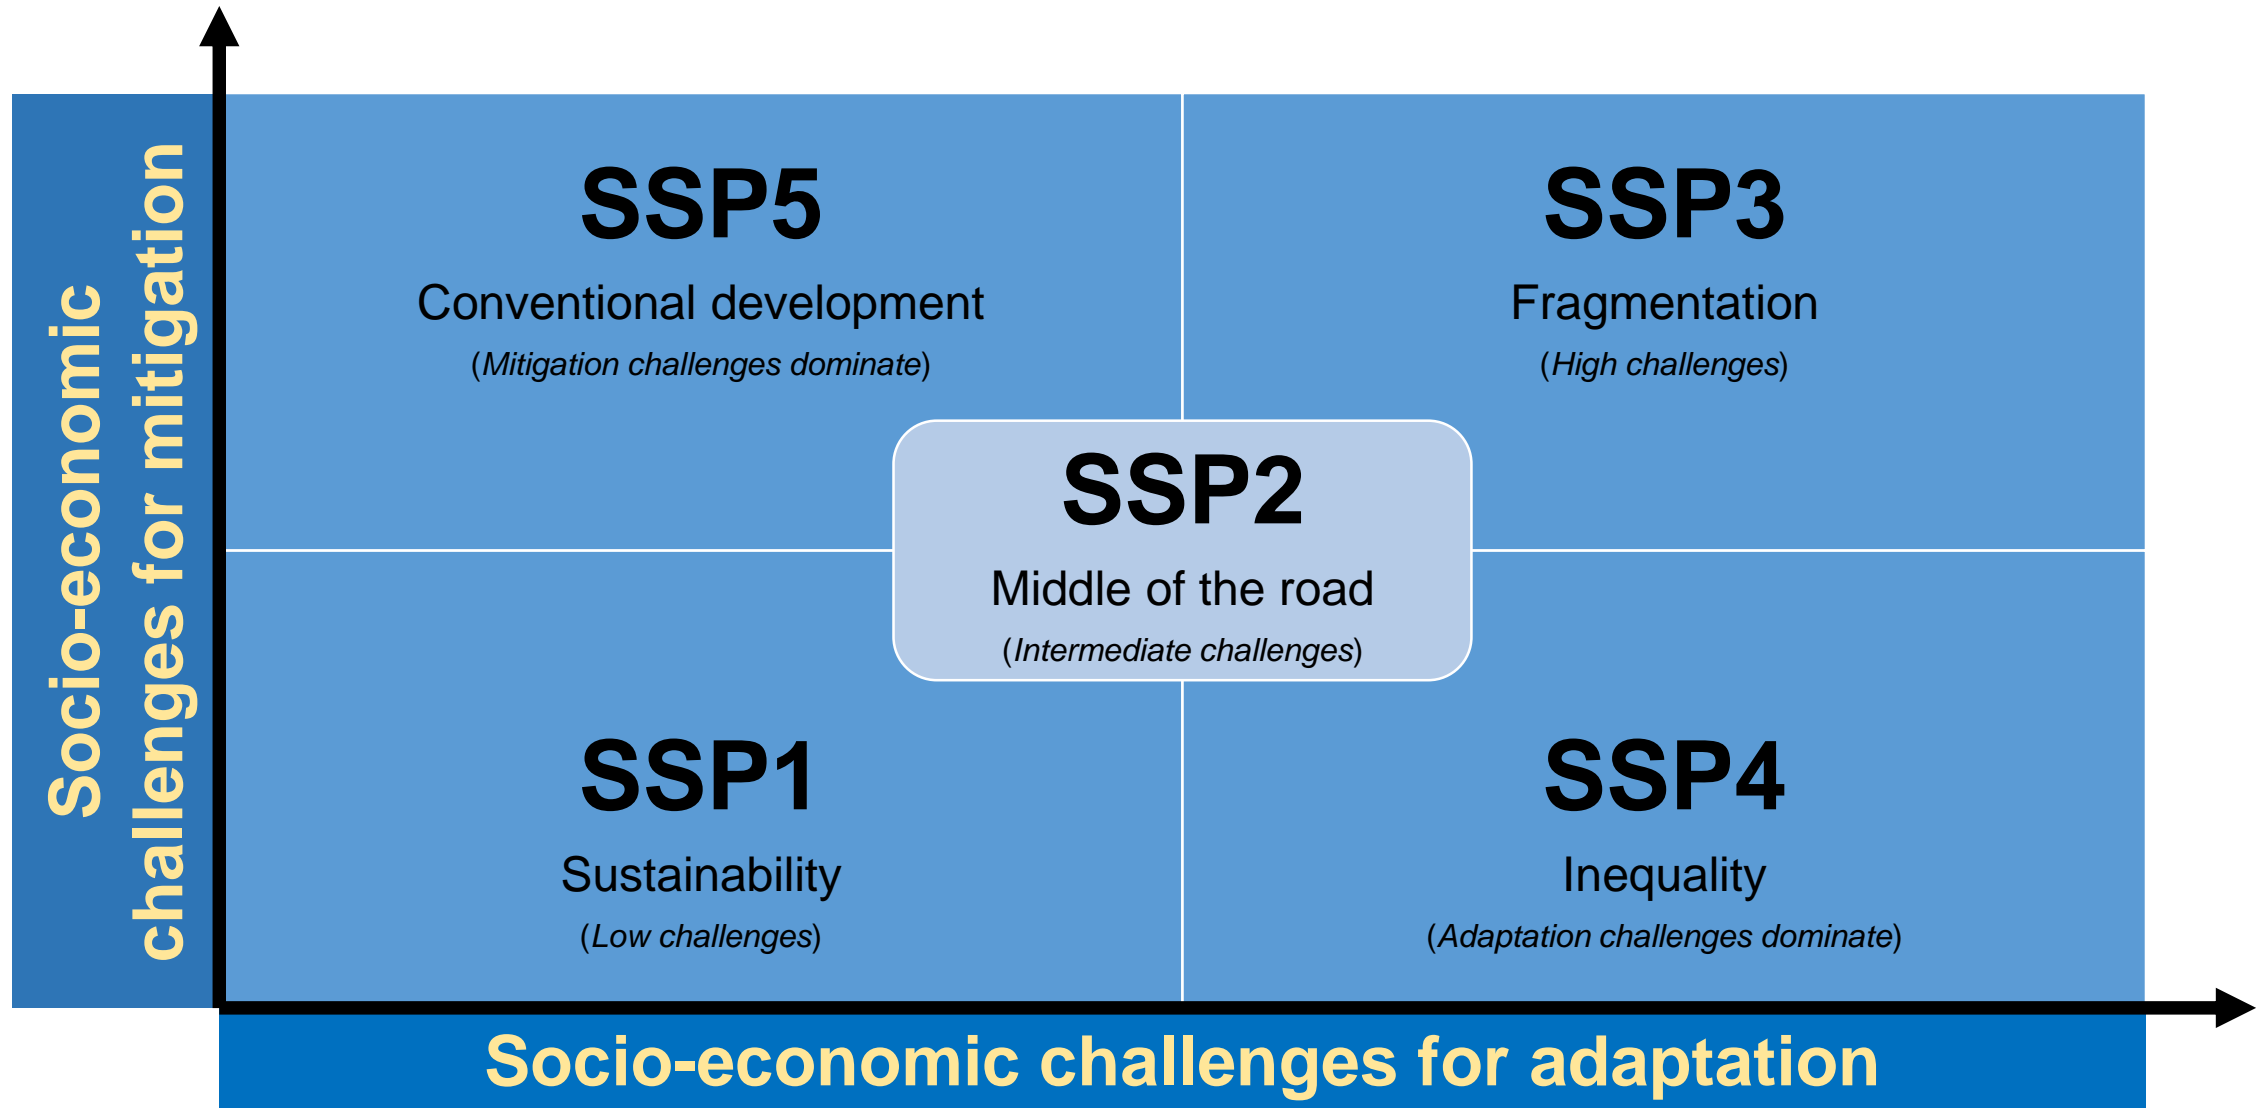 Socio-economic
challenges for mitigation
SSP5
Conventional development
(Mitigation challenges dominate)
SSP3
Fragmentation
(High challenges)
SSP2
Middle of the road
(Intermediate challenges)
SSP1
Sustainability
(Low challenges)
SSP4
Inequality
(Adaptation challenges dominate)
Socio-economic challenges for adaptation